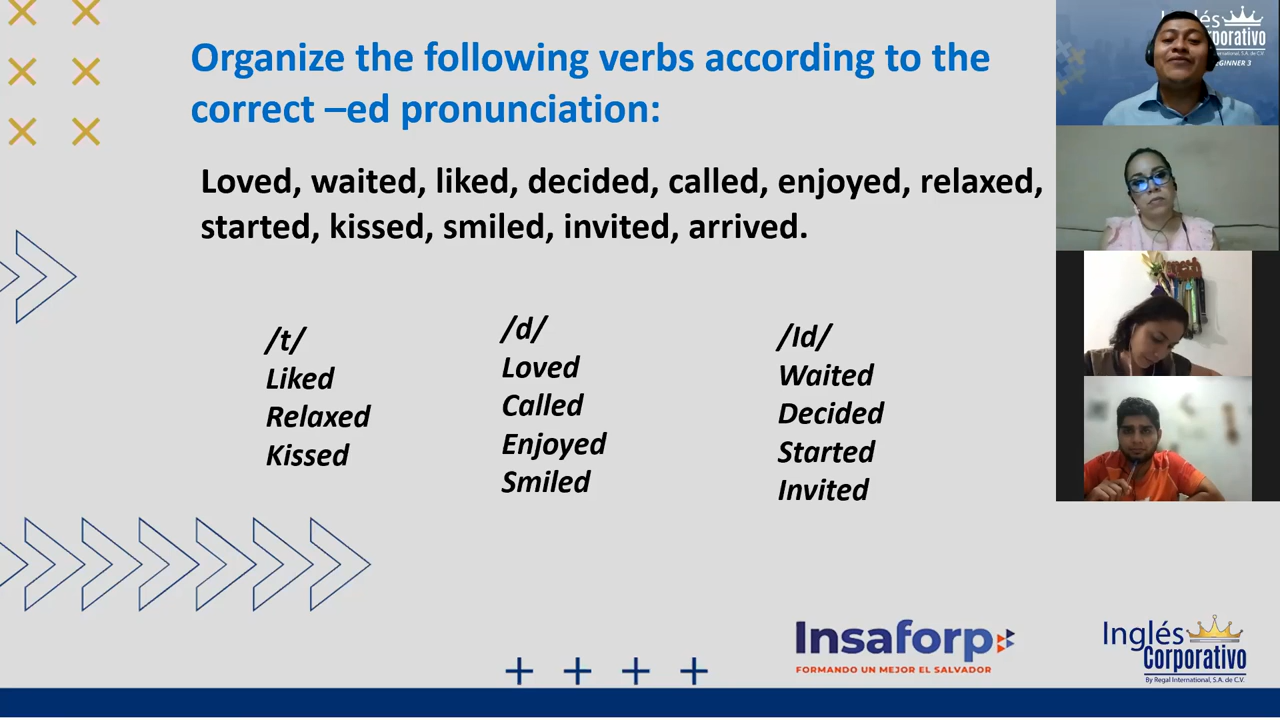 Organize the following verbs according to the
correct –ed pronunciation:
Loved, waited, liked, decided, called, enjoyed, relaxed,
started, kissed, smiled, invited, arrived.
/t/
Liked
Relaxed
Kissed
/d/
Loved
Called
Enjoyed
Smiled
/Id/
Waited
Decided
Started
Invited
Insaforp
FORMANDO UN MEJOR EL SALVADOR
Inglés
Corporativo
By Regal International, S.A. de C.V.